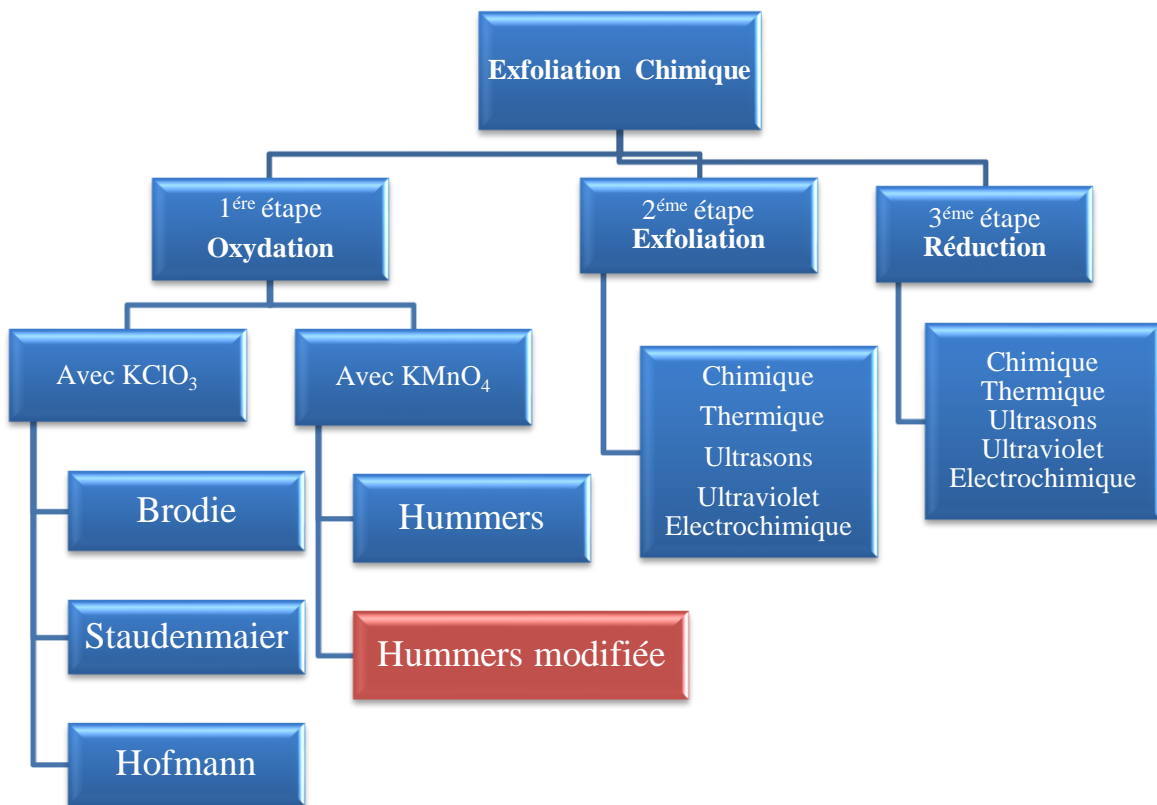 Exfoliation Chimique
1ére étape
Oxydation
2éme étape
Exfoliation
3éme étape
Réduction
Avec KClO3
Avec KMnO4
Brodie
Staudenmaier
Hofmann
Hummers
Hummers modifiée
Chimique
Thermique
Ultrasons
Ultraviolet
Electrochimique
Chimique
Thermique
Ultrasons
Ultraviolet
Electrochimique